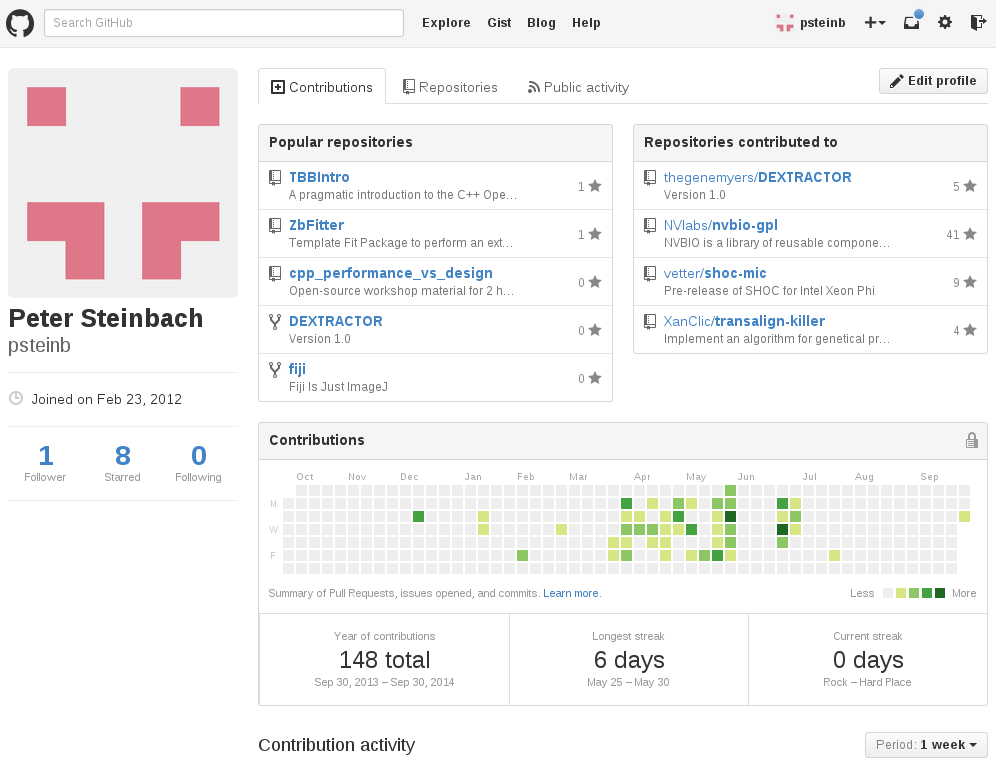 Search GitHub
Explore Gist Blog Help
psteinb
Contributions
Repositories
Public activity
Edit profile
Peter Steinbach
psteinb
Joined on Feb 23, 2012
1 8 0
Follower Starred Following
Popular repositories
TBBIntro
A pragmatic introduction to the C++ Ope…
1
ZbFitter
Template Fit Package to perform an ext…
1
cpp_performance_vs_design
Open-source workshop material for 2 h…
0
DEXTRACTOR
Version 1.0
0
fiji
Fiji Is Just ImageJ
0
Repositories contributed to
thegenemyers/DEXTRACTOR
Version 1.0
5
NVlabs/nvbio-gpl
NVBIO is a library of reusable compone…
41
vetter/shoc-mic
Pre-release of SHOC for Intel Xeon Phi
9
XanClic/transalign-killer
Implement an algorithm for genetical pr…
4
Contributions
Oct Nov Dec Jan Feb Mar Apr May Jun Jul Aug Sep
M
W
F
Summary of Pull Requests, issues opened, and commits. Learn more.
Less More
Year of contributions
148 total
Sep 30, 2013 – Sep 30, 2014
Longest streak
6 days
May 25 – May 30
Current streak
0 days
Rock – Hard Place
Contribution activity
Period: 1 week